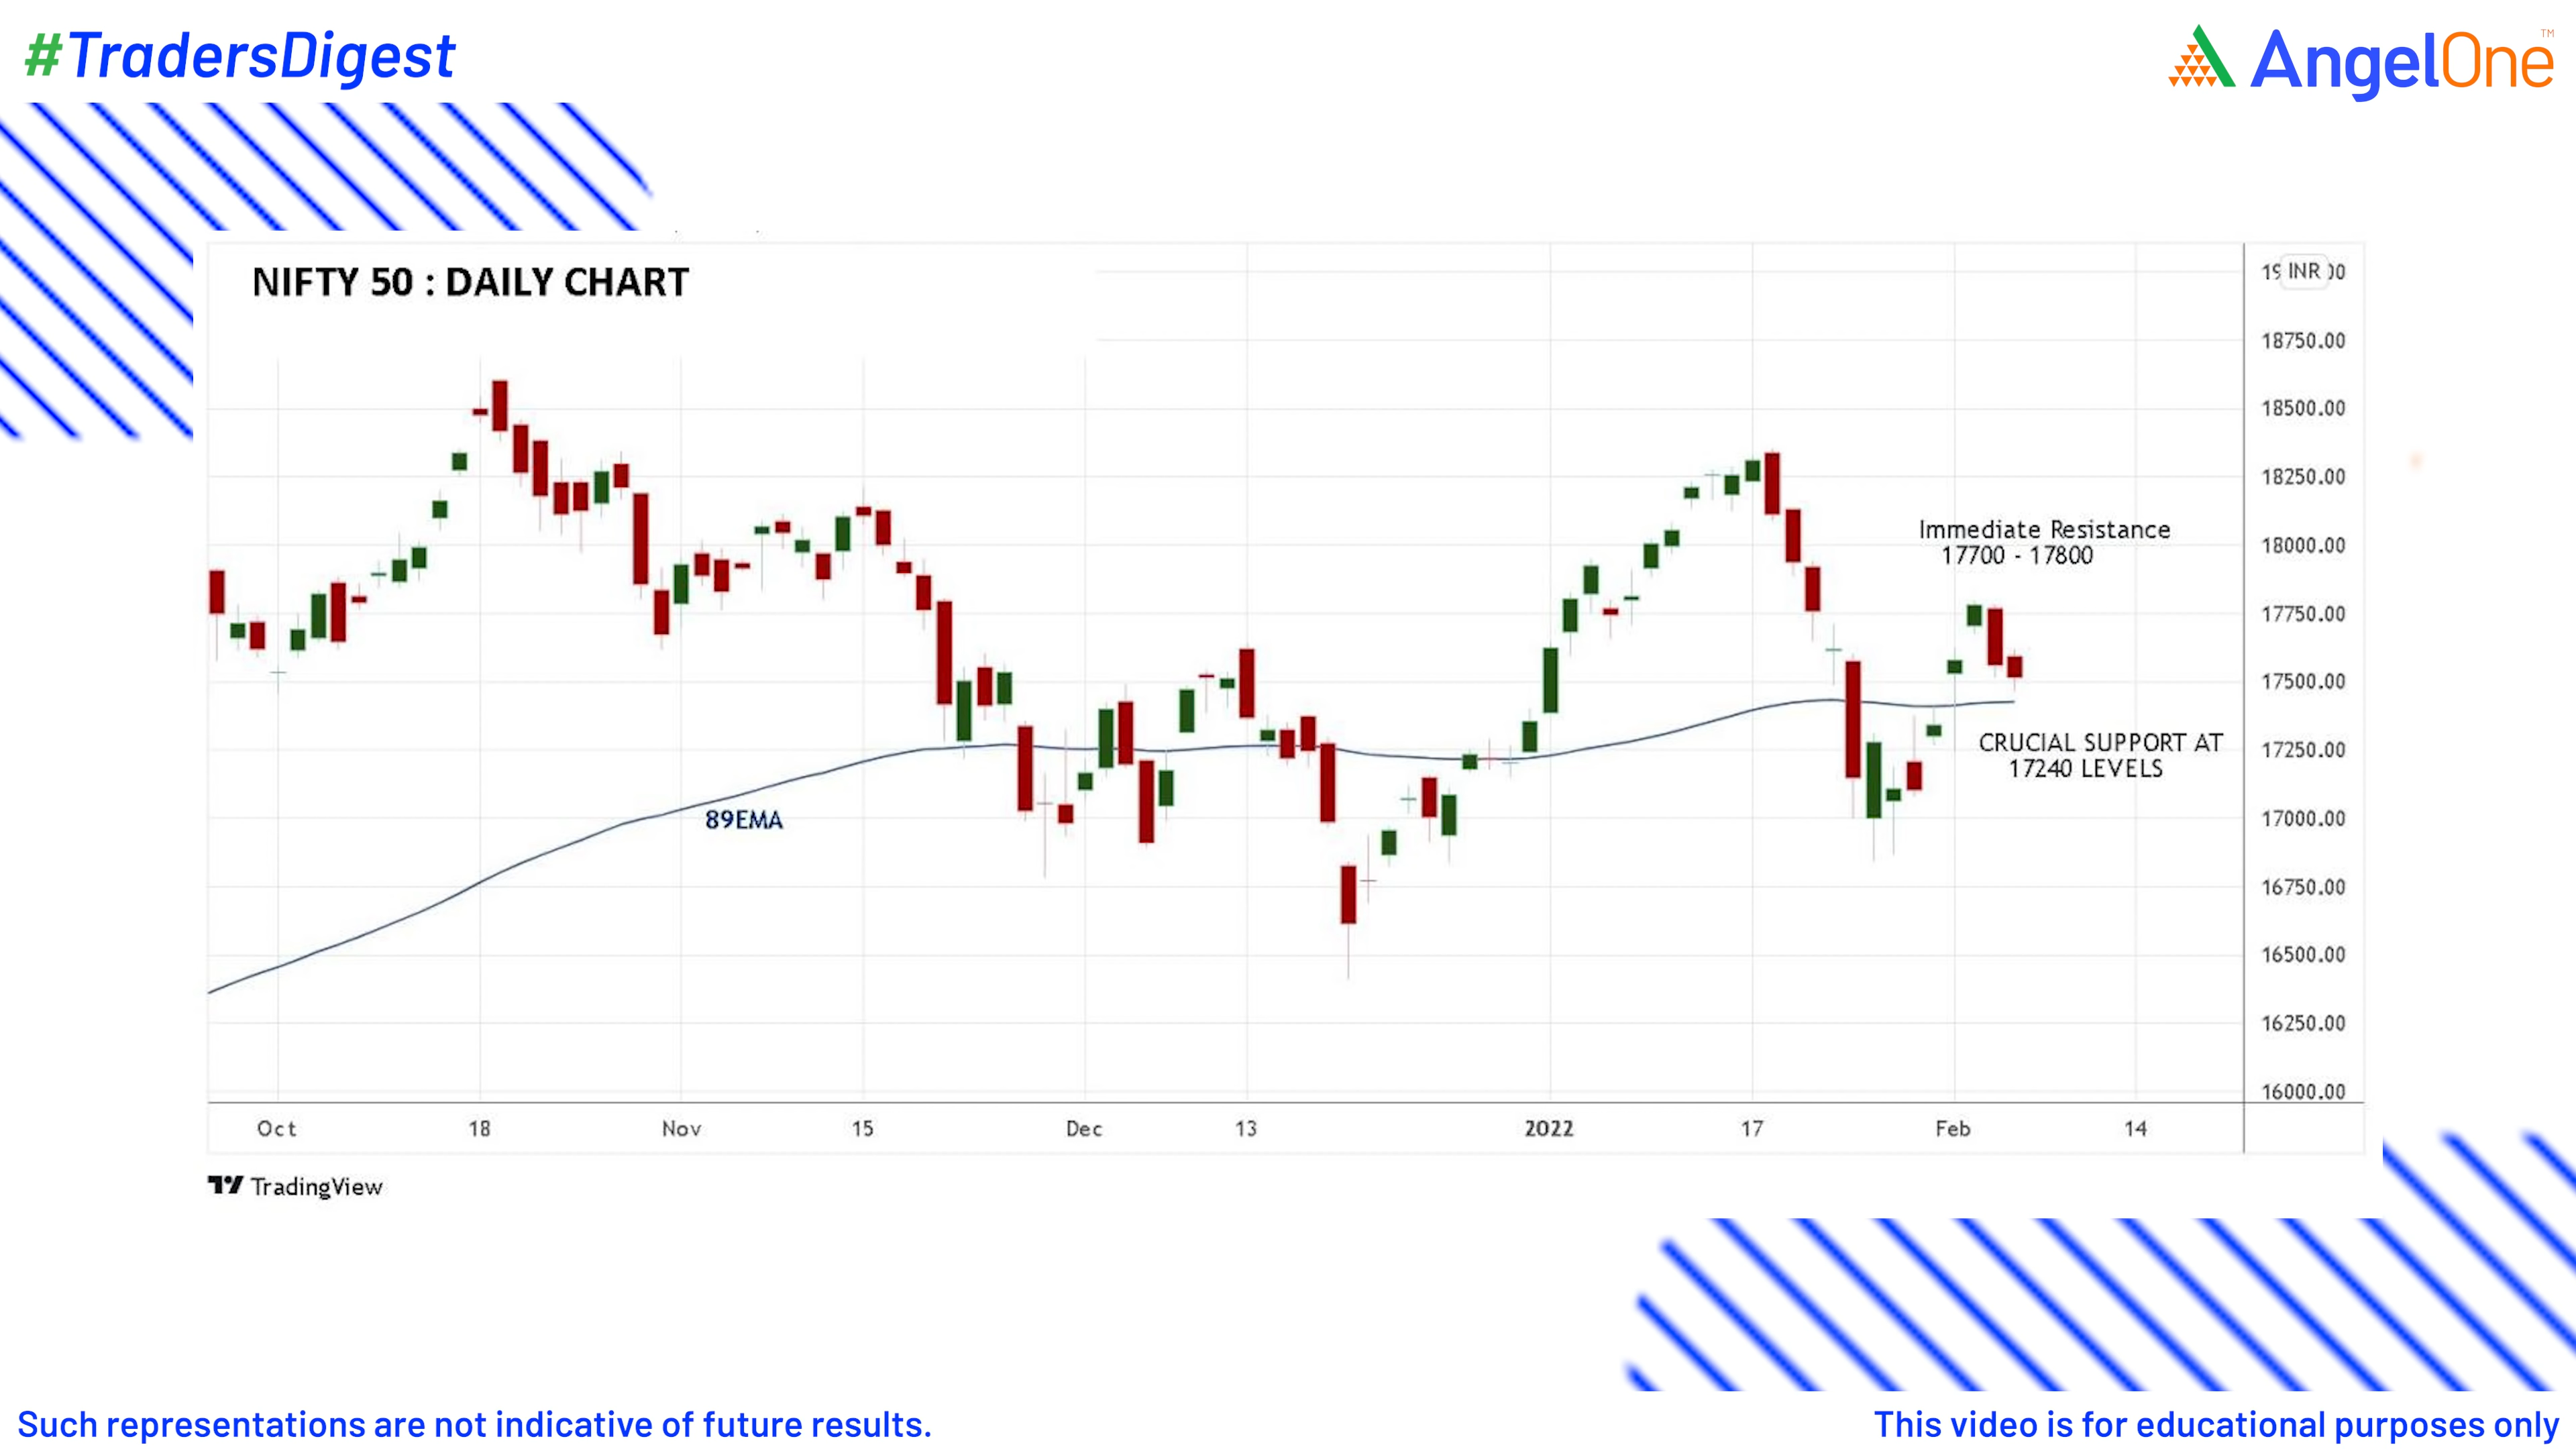 #TradersDigest
AngelOne™
NIFTY 50 : DAILY CHART
INR
18750.00
18500.00
18250.00
Immediate Resistance
17700 - 17800
18000.00
17750.00
17500.00
CRUCIAL SUPPORT AT
17240 LEVELS
17250.00
89EMA
17000.00
16750.00
16500.00
16250.00
16000.00
Oct 18 Nov 15 Dec 13 2022 17 Feb 14
TradingView
Such representations are not indicative of future results.
This video is for educational purposes only